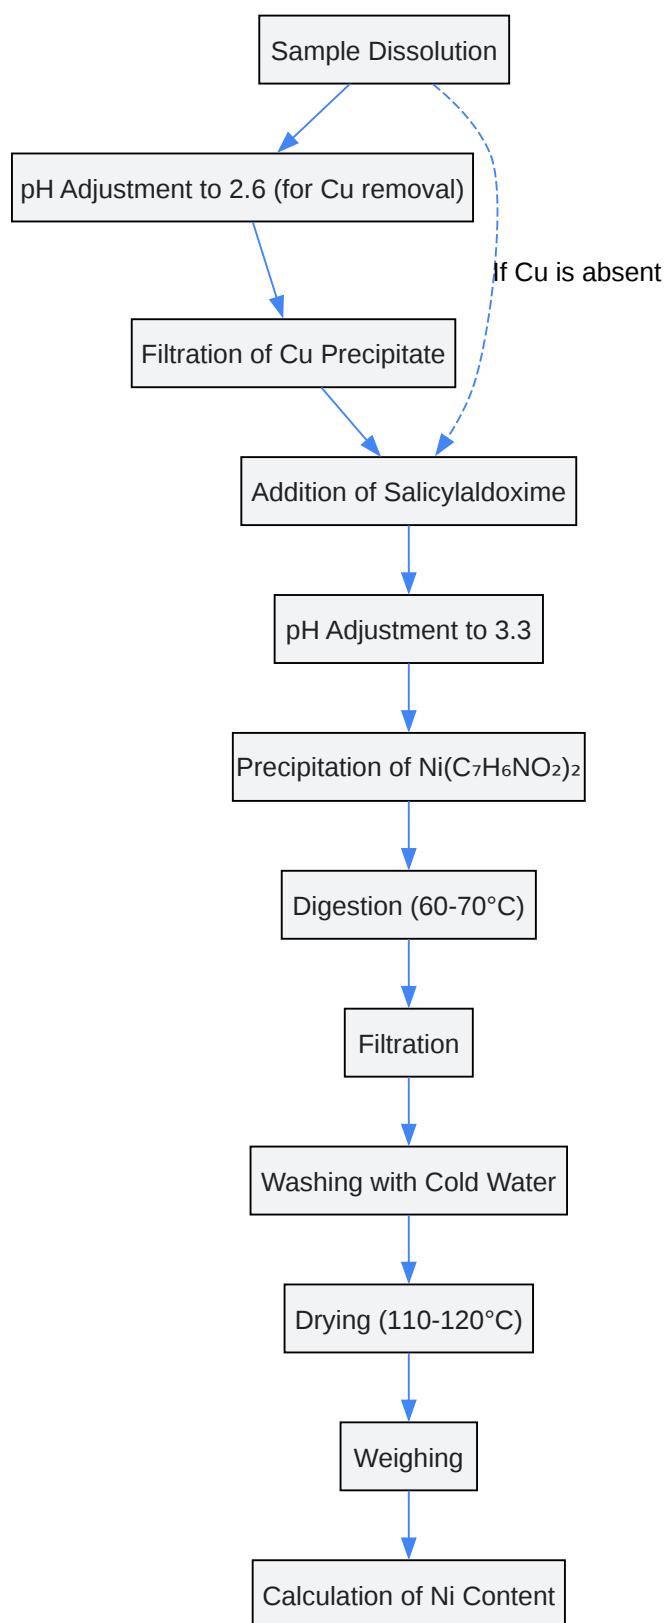 Sample Dissolution
pH Adjustment to 2.6 (for Cu removal)
If Cu is absent
Filtration of Cu Precipitate
Addition of Salicylaldoxime
pH Adjustment to 3.3
Precipitation of Ni(C₇H₆NO₂)₂
Digestion (60-70°C)
Filtration
Washing with Cold Water
Drying (110-120°C)
Weighing
Calculation of Ni Content